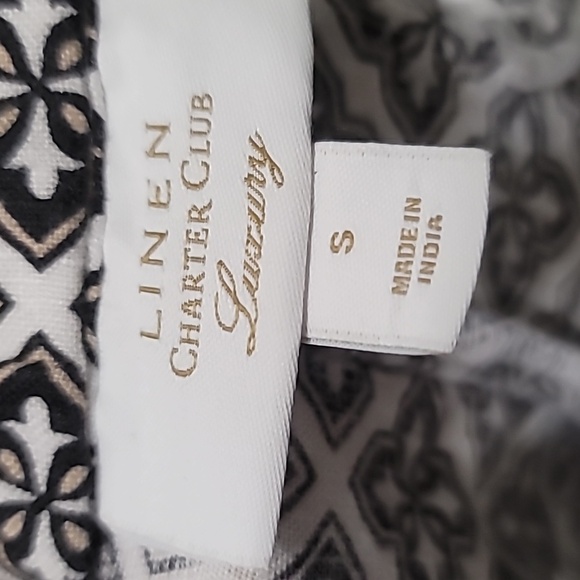 LINEN
CHARTER CLUB
Luxury
S
MADE IN
INDIA